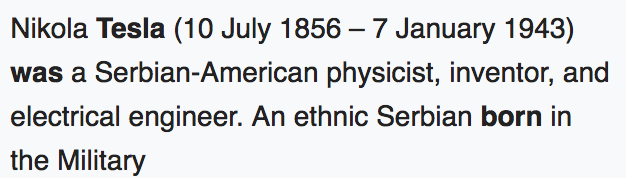 Nikola Tesla (10 July 1856 – 7 January 1943)
was a Serbian-American physicist, inventor, and
electrical engineer. An ethnic Serbian born in
the Military